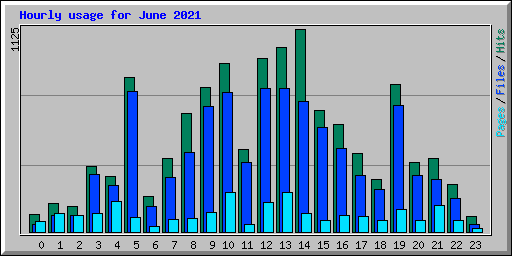 Hourly usage for June 2021
1125
Pages/Files/Hits
0 1 2 3 4 5 6 7 8 9 10 11 12 13 14 15 16 17 18 19 20 21 22 23